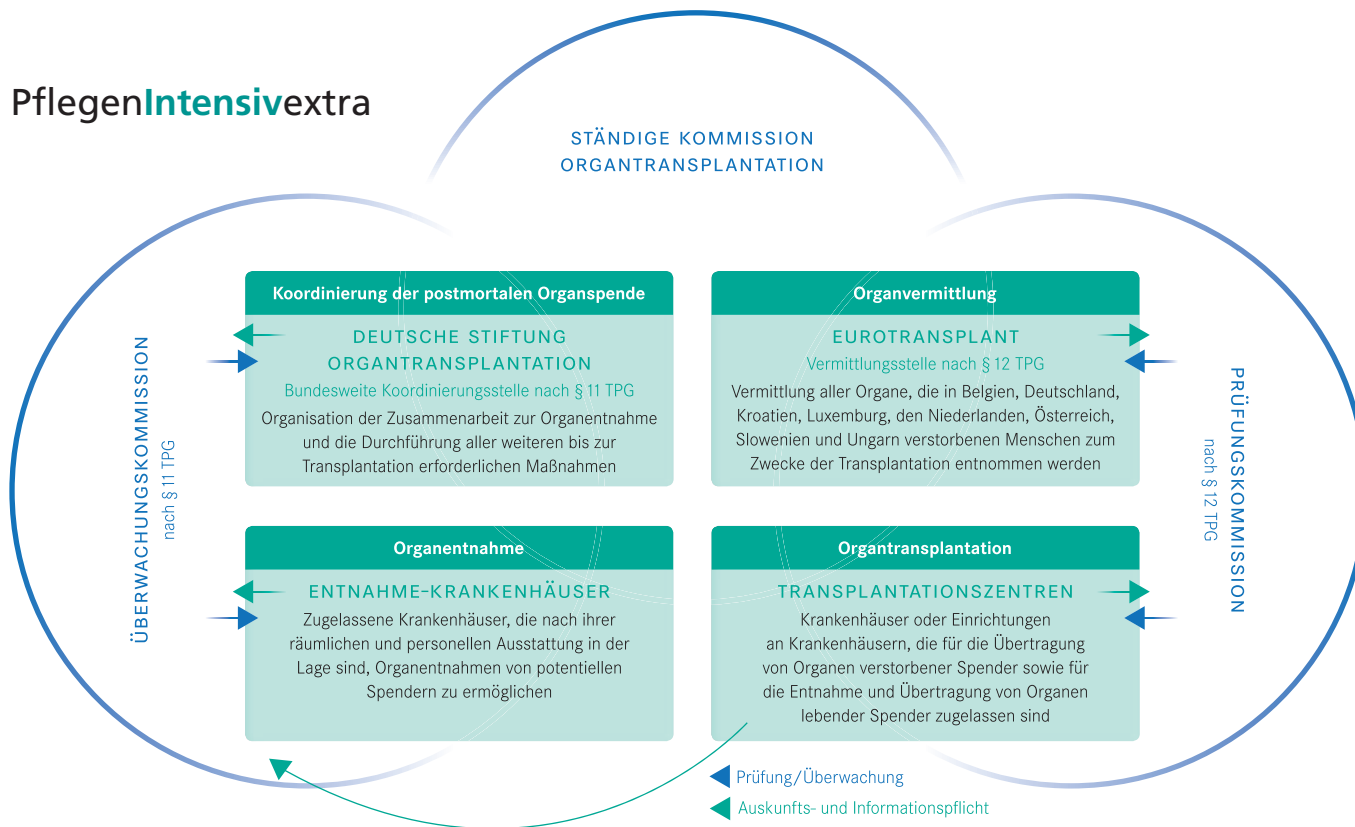 PflegenIntensivextra
STÄNDIGE KOMMISSION
ORGANTRANSPLANTATION
ÜBERWACHUNGSKOMMISSION
nach § 11 TPG
Koordinierung der postmortalen Organspende
DEUTSCHE STIFTUNG
ORGANTRANSPLANTATION
Bundesweite Koordinierungsstelle nach § 11 TPG
Organisation der Zusammenarbeit zur Organentnahme
und die Durchführung aller weiteren bis zur
Transplantation erforderlichen Maßnahmen
Organvermittlung
EUROTRANSPLANT
Vermittlungsstelle nach § 12 TPG
Vermittlung aller Organe, die in Belgien, Deutschland,
Kroatien, Luxemburg, den Niederlanden, Österreich,
Slowenien und Ungarn verstorbenen Menschen zum
Zwecke der Transplantation entnommen werden
PRÜFUNGSKOMMISSION
nach § 12 TPG
Organentnahme
ENTNAHME-KRANKENHÄUSER
Zugelassene Krankenhäuser, die nach ihrer
räumlichen und personellen Ausstattung in der
Lage sind, Organentnahmen von potentiellen
Spendern zu ermöglichen
Organtransplantation
TRANSPLANTATIONSZENTREN
Krankenhäuser oder Einrichtungen
an Krankenhäusern, die für die Übertragung
von Organen verstorbener Spender sowie für
die Entnahme und Übertragung von Organen
lebender Spender zugelassen sind
Prüfung/Überwachung
Auskunfts- und Informationspflicht